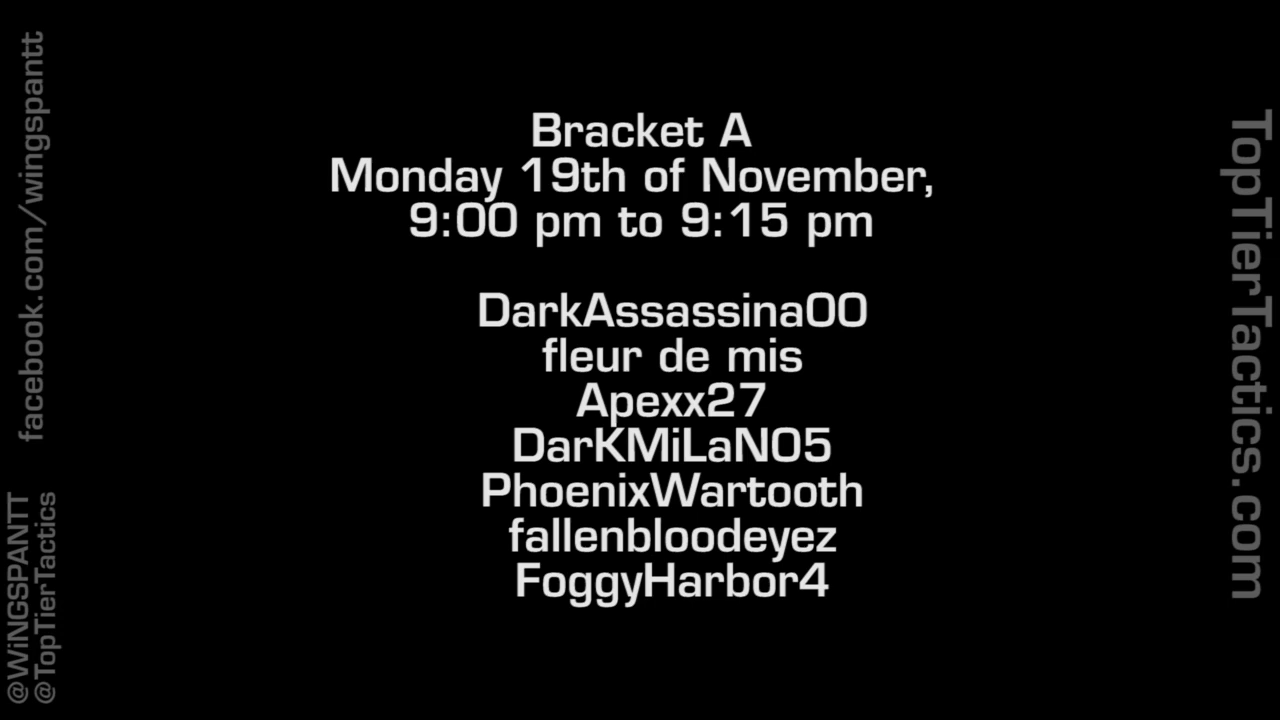 Bracket A
Monday 19th of November,
9:00 pm to 9:15 pm
DarkAssassina00
fleur de mis
Apexx27
DarKMiLaN05
PhoenixWartooth
fallenbloodeyez
FoggyHarbor4
facebook.com/wingspantt
@WiNGSPANTT
@TopTierTactics
TopTierTactics.com